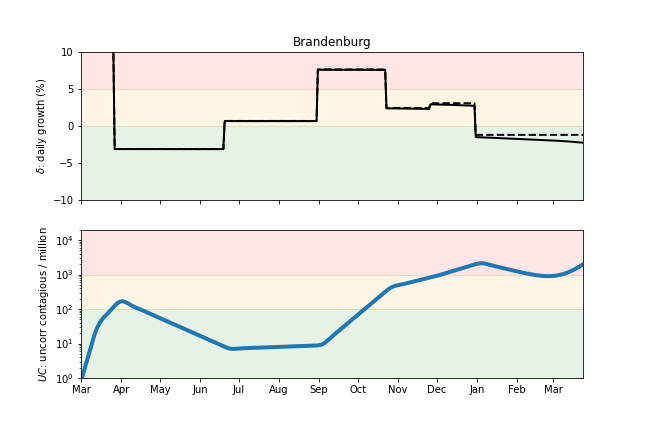 Brandenburg
δ: daily growth (%)
10
5
0
−5
−10
UC: uncorr contagious / million
10⁴
10³
10²
10¹
10⁰
Mar Apr May Jun Jul Aug Sep Oct Nov Dec Jan Feb Mar